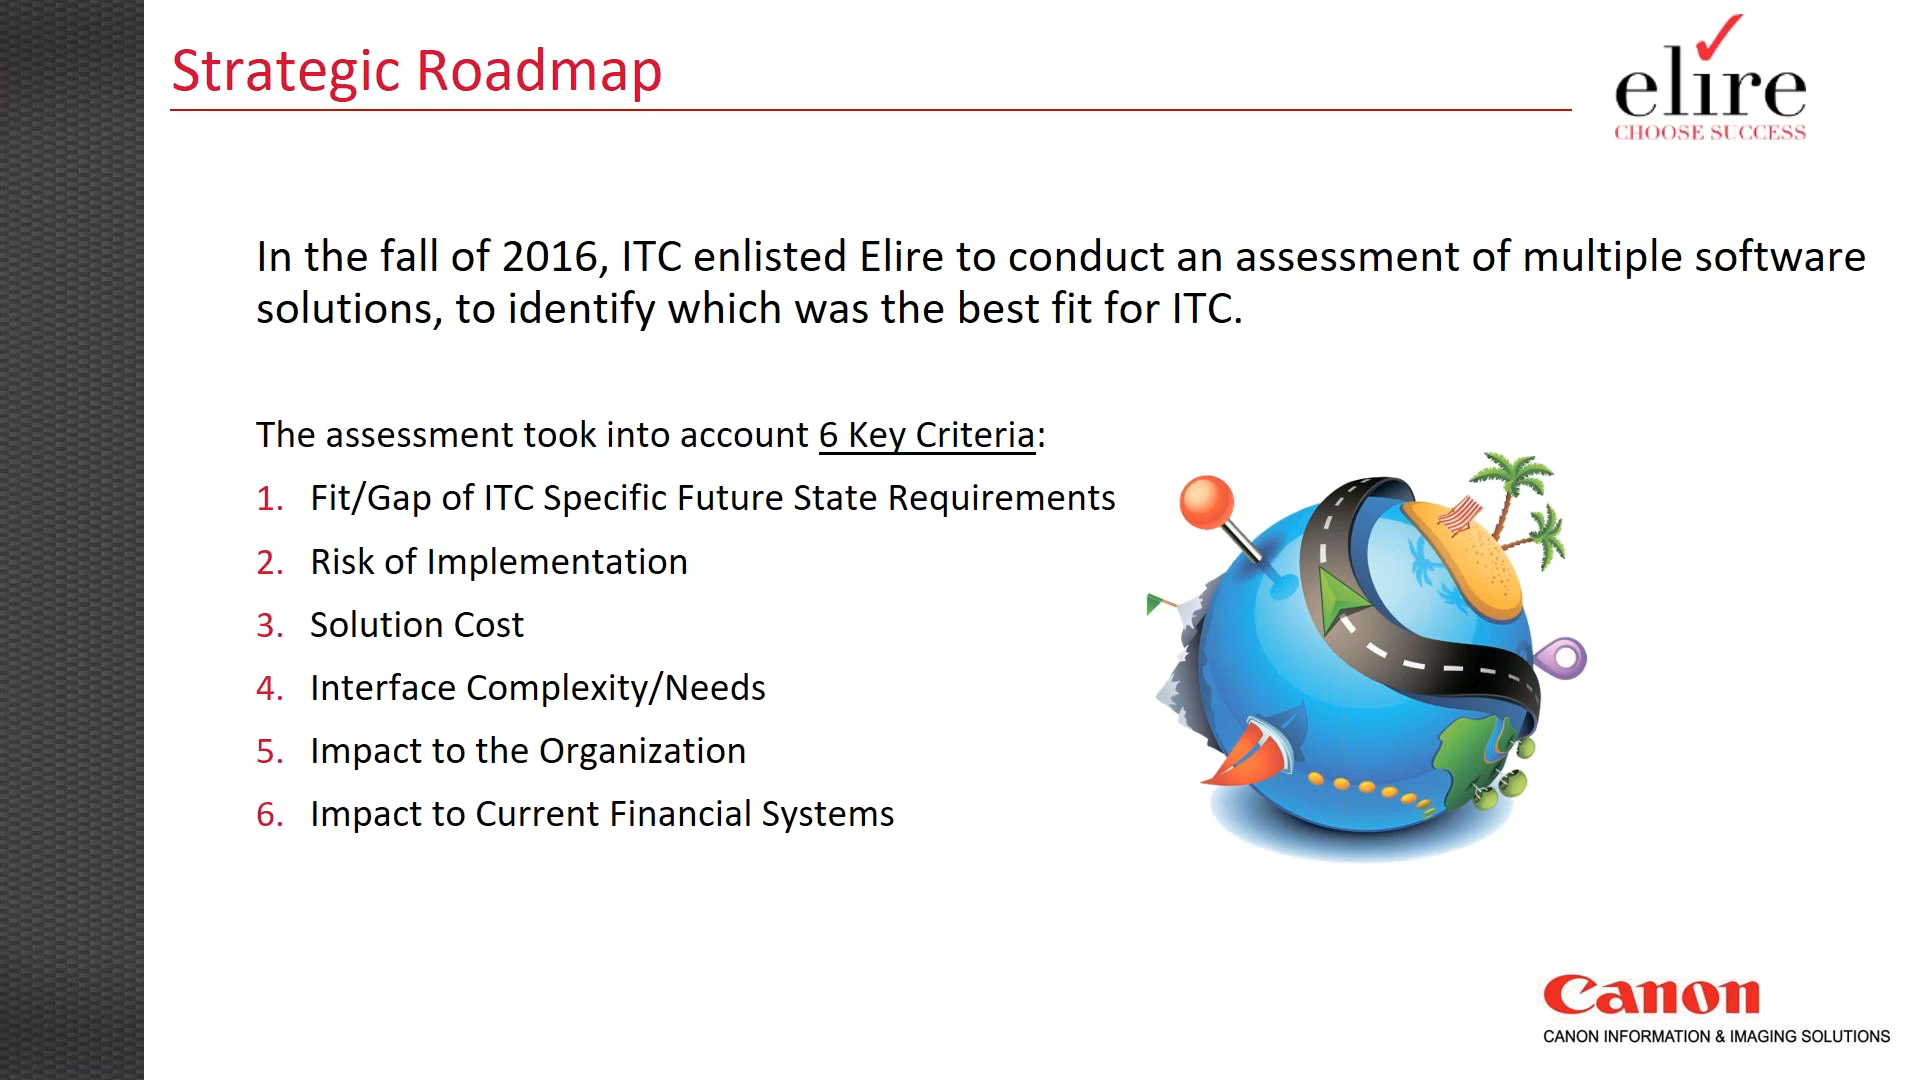 Strategic Roadmap
elire
CHOOSE SUCCESS
In the fall of 2016, ITC enlisted Elire to conduct an assessment of multiple software
solutions, to identify which was the best fit for ITC.
The assessment took into account 6 Key Criteria:
1. Fit/Gap of ITC Specific Future State Requirements
2. Risk of Implementation
3. Solution Cost
4. Interface Complexity/Needs
5. Impact to the Organization
6. Impact to Current Financial Systems
Canon
CANON INFORMATION & IMAGING SOLUTIONS